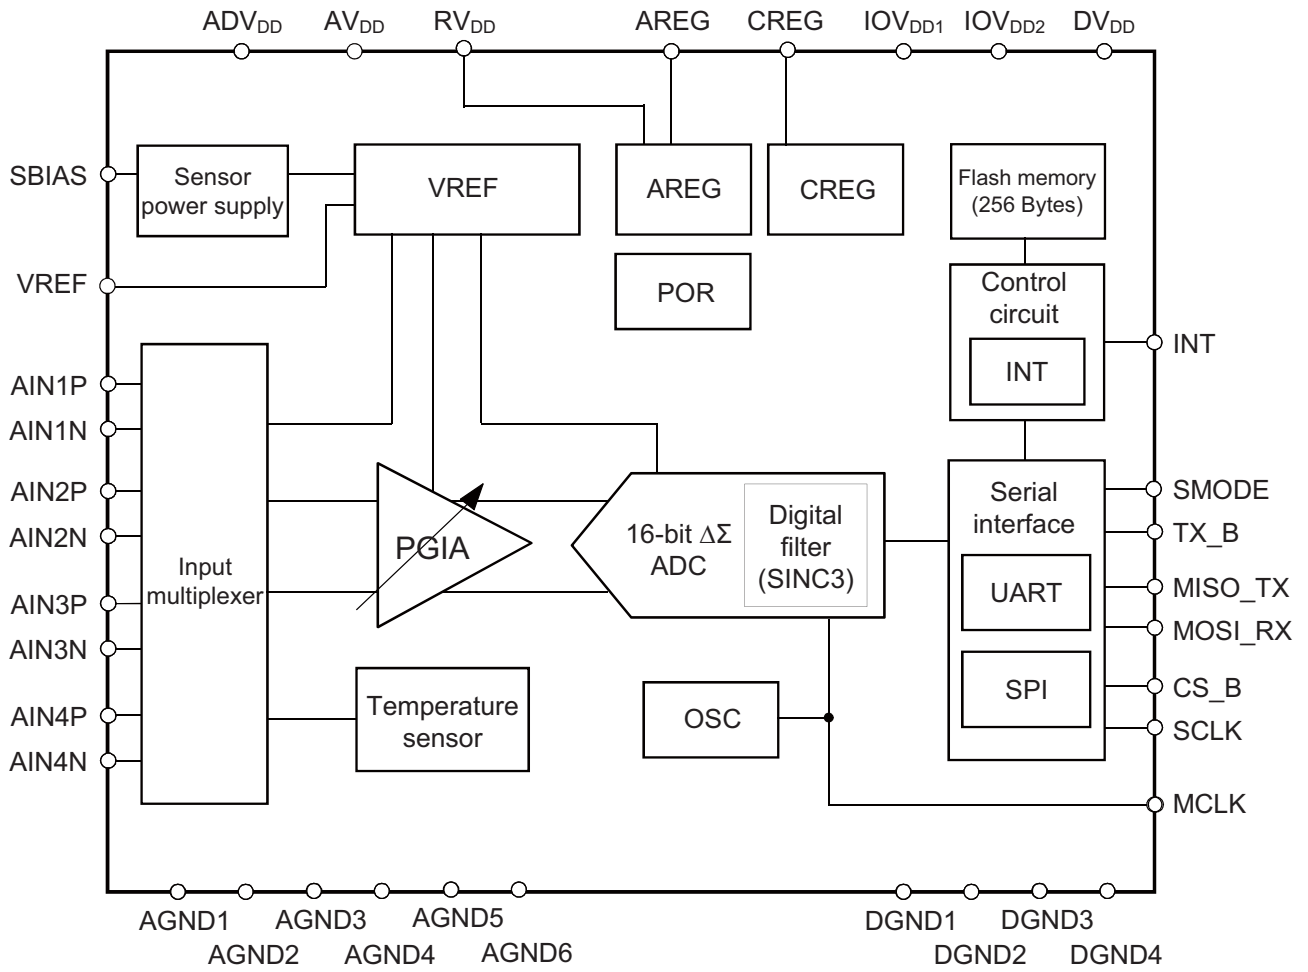 ADVDD AVDD RVDD AREG CREG IOVDD1 IOVDD2 DVDD
SBIAS
Sensor
power supply
VREF
AREG
CREG
Flash memory
(256 Bytes)
VREF
POR
Control
circuit
INT
INT
AIN1P
AIN1N
AIN2P
AIN2N
AIN3P
AIN3N
AIN4P
AIN4N
Input
multiplexer
PGIA
16-bit ΔΣ
ADC
Digital
filter
(SINC3)
Serial
interface
UART
SPI
SMODE
TX_B
MISO_TX
MOSI_RX
CS_B
SCLK
MCLK
Temperature
sensor
OSC
AGND1 AGND3 AGND5 DGND1 DGND3
AGND2 AGND4 AGND6 DGND2 DGND4